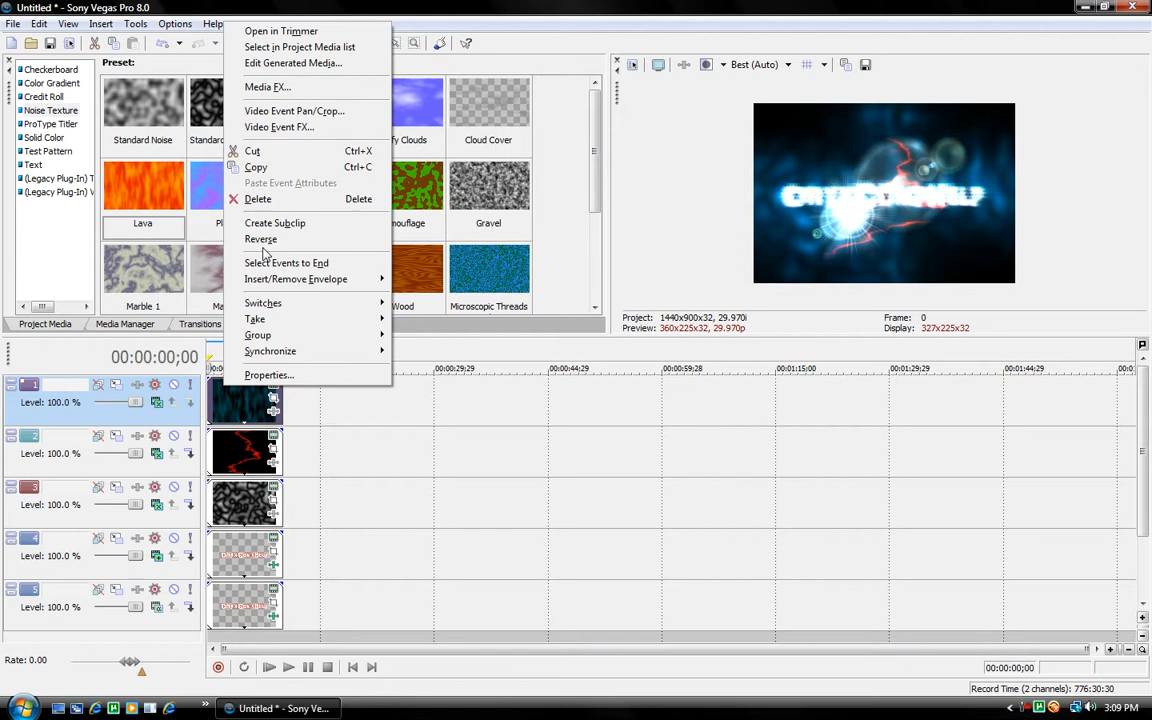 Untitled * - Sony Vegas Pro 8.0
File Edit View Insert Tools Options Help
Open in Trimmer
Select in Project Media list
Edit Generated Media...
Media FX...
Video Event Pan/Crop...
Video Event FX...
Cut Ctrl+X
Copy Ctrl+C
Paste Event Attributes
Delete Delete
Create Subclip
Reverse
Select Events to End
Insert/Remove Envelope
Switches
Take
Group
Synchronize
Properties...
Checkerboard
Color Gradient
Credit Roll
Noise Texture
ProType Titler
Solid Color
Test Pattern
Text
(Legacy Plug-In)
(Legacy Plug-In)
Preset:
Standard Noise
Cloud Cover
Lava
Gravel
Marble 1
Wood
Microscopic Threads
Project Media Media Manager Transitions
Best (Auto)
Project: 1440x900x32, 29.970i
Preview: 360x225x32, 29.970p
Frame: 0
Display: 327x225x32
00:00:00;00
00:00:29;29 00:00:44;29 00:00:59;28 00:01:15;00 00:01:29;29 00:01:44;29
1
Level: 100.0 %
2
Level: 100.0 %
3
Level: 100.0 %
4
Level: 100.0 %
5
Level: 100.0 %
Rate: 0.00
00:00:00;00
Record Time (2 channels): 776:30:30
Untitled * - Sony Ve...
3:09 PM